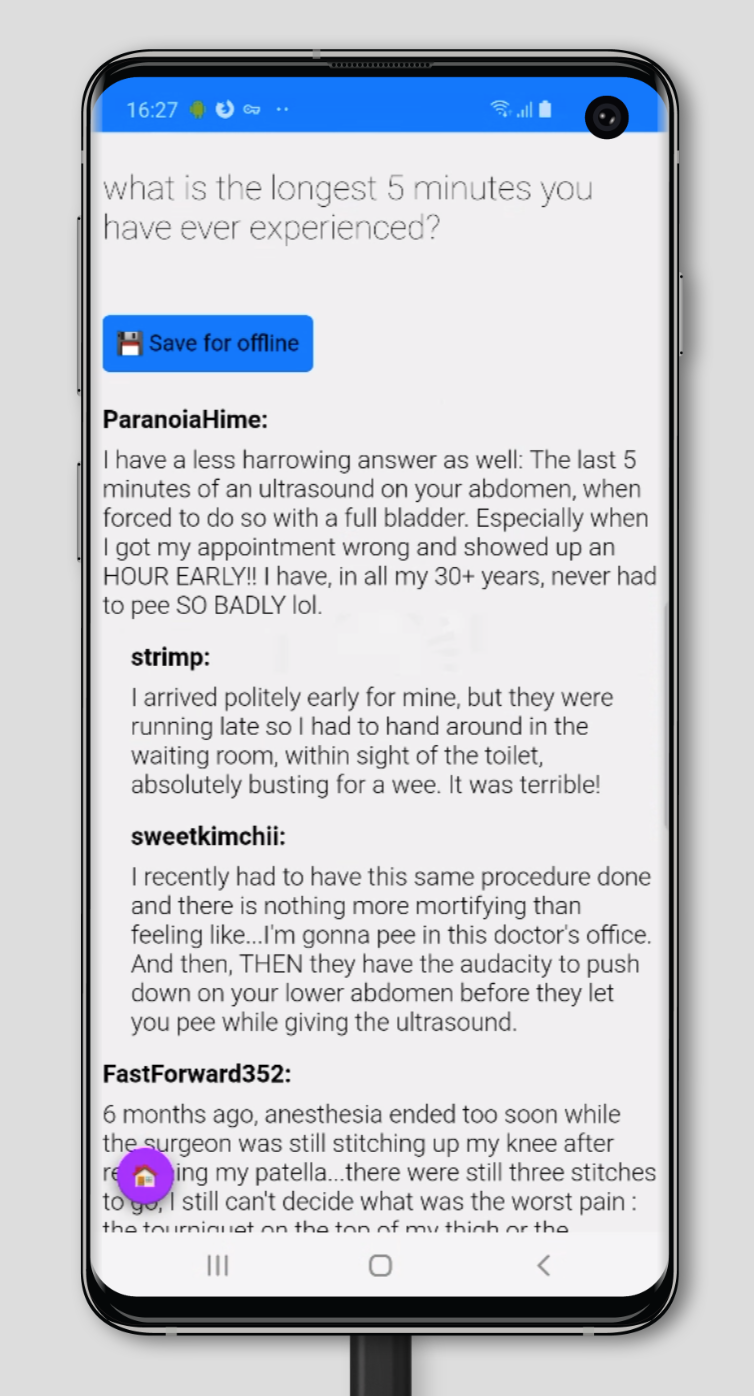 16:27
what is the longest 5 minutes you
have ever experienced?
Save for offline
ParanoiaHime:
I have a less harrowing answer as well: The last 5
minutes of an ultrasound on your abdomen, when
forced to do so with a full bladder. Especially when
I got my appointment wrong and showed up an
HOUR EARLY!! I have, in all my 30+ years, never had
to pee SO BADLY lol.
strimp:
I arrived politely early for mine, but they were
running late so I had to hand around in the
waiting room, within sight of the toilet,
absolutely busting for a wee. It was terrible!
sweetkimchii:
I recently had to have this same procedure done
and there is nothing more mortifying than
feeling like...I'm gonna pee in this doctor's office.
And then, THEN they have the audacity to push
down on your lower abdomen before they let
you pee while giving the ultrasound.
FastForward352:
6 months ago, anesthesia ended too soon while
the surgeon was still stitching up my knee after
my patella...there were still three stitches
to go, I still can't decide what was the worst pain :
the tourniquet on the top of my thigh or the